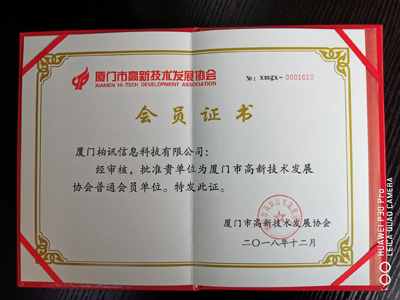 厦门市高新技术发展协会
XIAMEN HI-TECH DEVELOPMENT ASSOCIATION
№: xmgx-0001610
会员证书
厦门柏讯信息科技有限公司:
经审核,批准贵单位为厦门市高新技术发展
协会普通会员单位。特发此证。
厦门市高新技术发展协会
二〇一八年十二月
HUAWEI P30 Pro
LEICA QUAD CAMERA